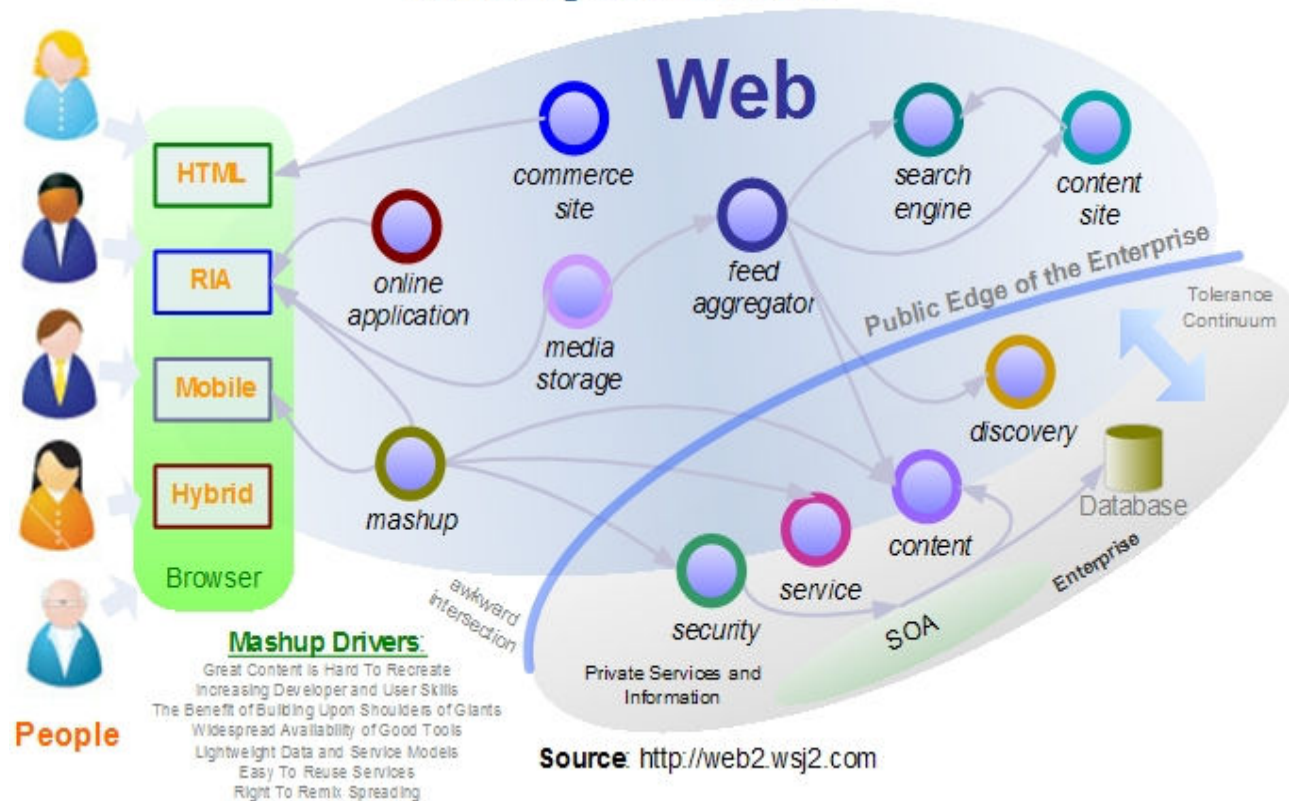 Web
HTML
RIA
Mobile
Hybrid
Browser
People
commerce
site
search
engine
content
site
online
application
media
storage
feed
aggregator
mashup
Public Edge of the Enterprise
Tolerance
Continuum
discovery
Database
content
service
security
Enterprise
SOA
awkward
intersection
Private Services and
Information
Mashup Drivers:
Great Content is Hard To Recreate
Increasing Developer and User Skills
The Benefit of Building Upon Shoulders of Giants
Widespread Availability of Good Tools
Lightweight Data and Service Models
Easy To Reuse Services
Right To Remix Spreading
Source: http://web2.wsj2.com